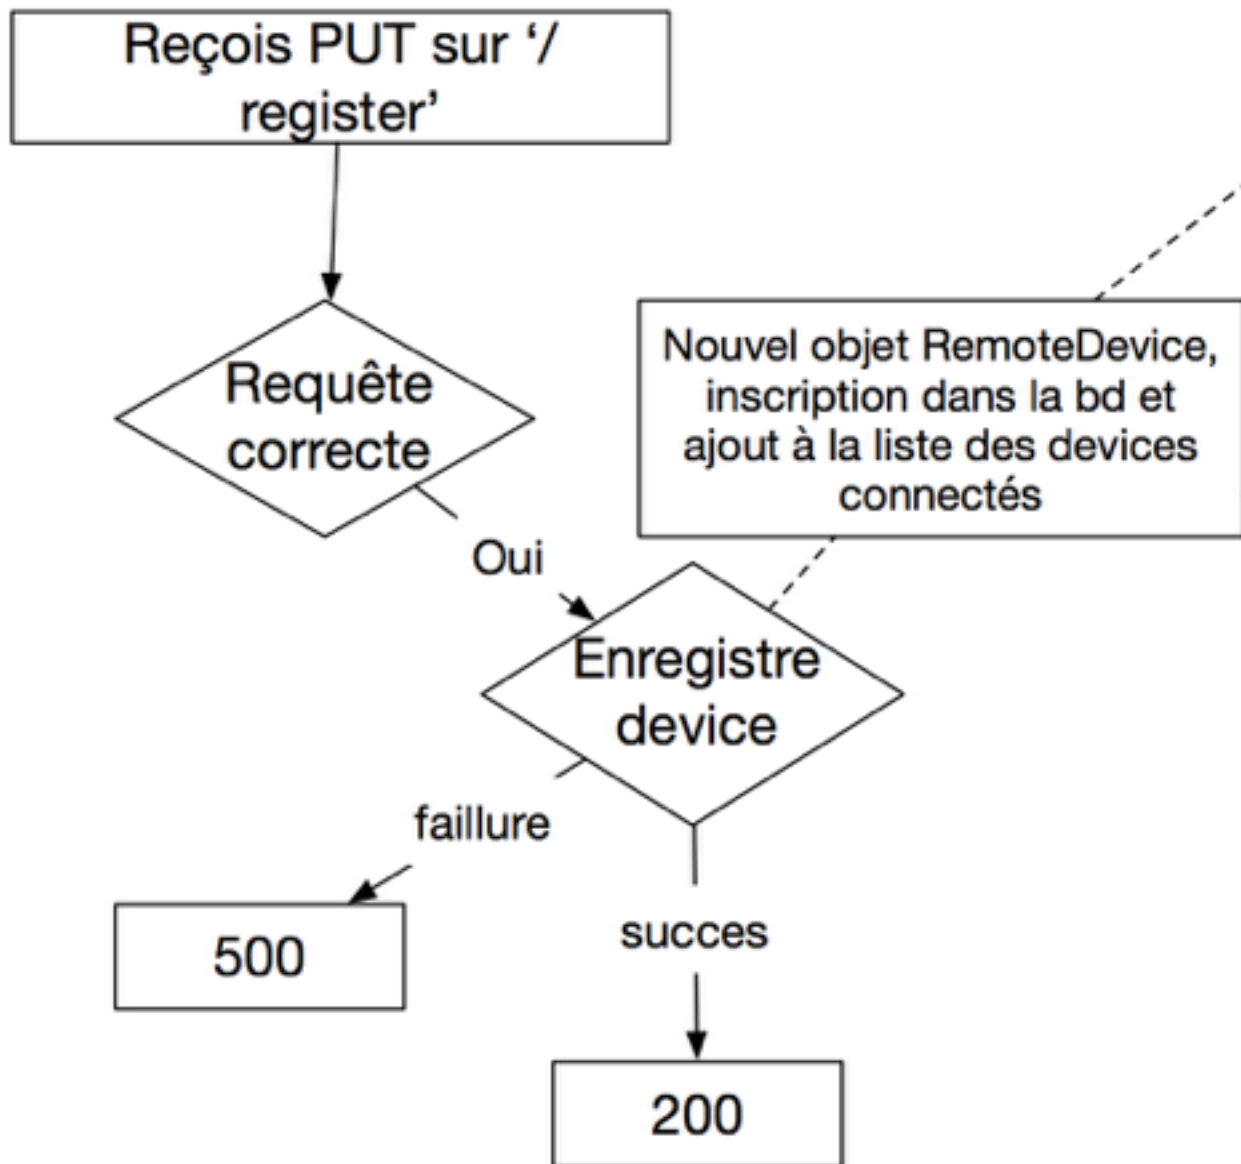 Reçois PUT sur ‘/
register’
Requête
correcte
Nouvel objet RemoteDevice,
inscription dans la bd et
ajout à la liste des devices
connectés
Oui
Enregistre
device
faillure
500
succes
200